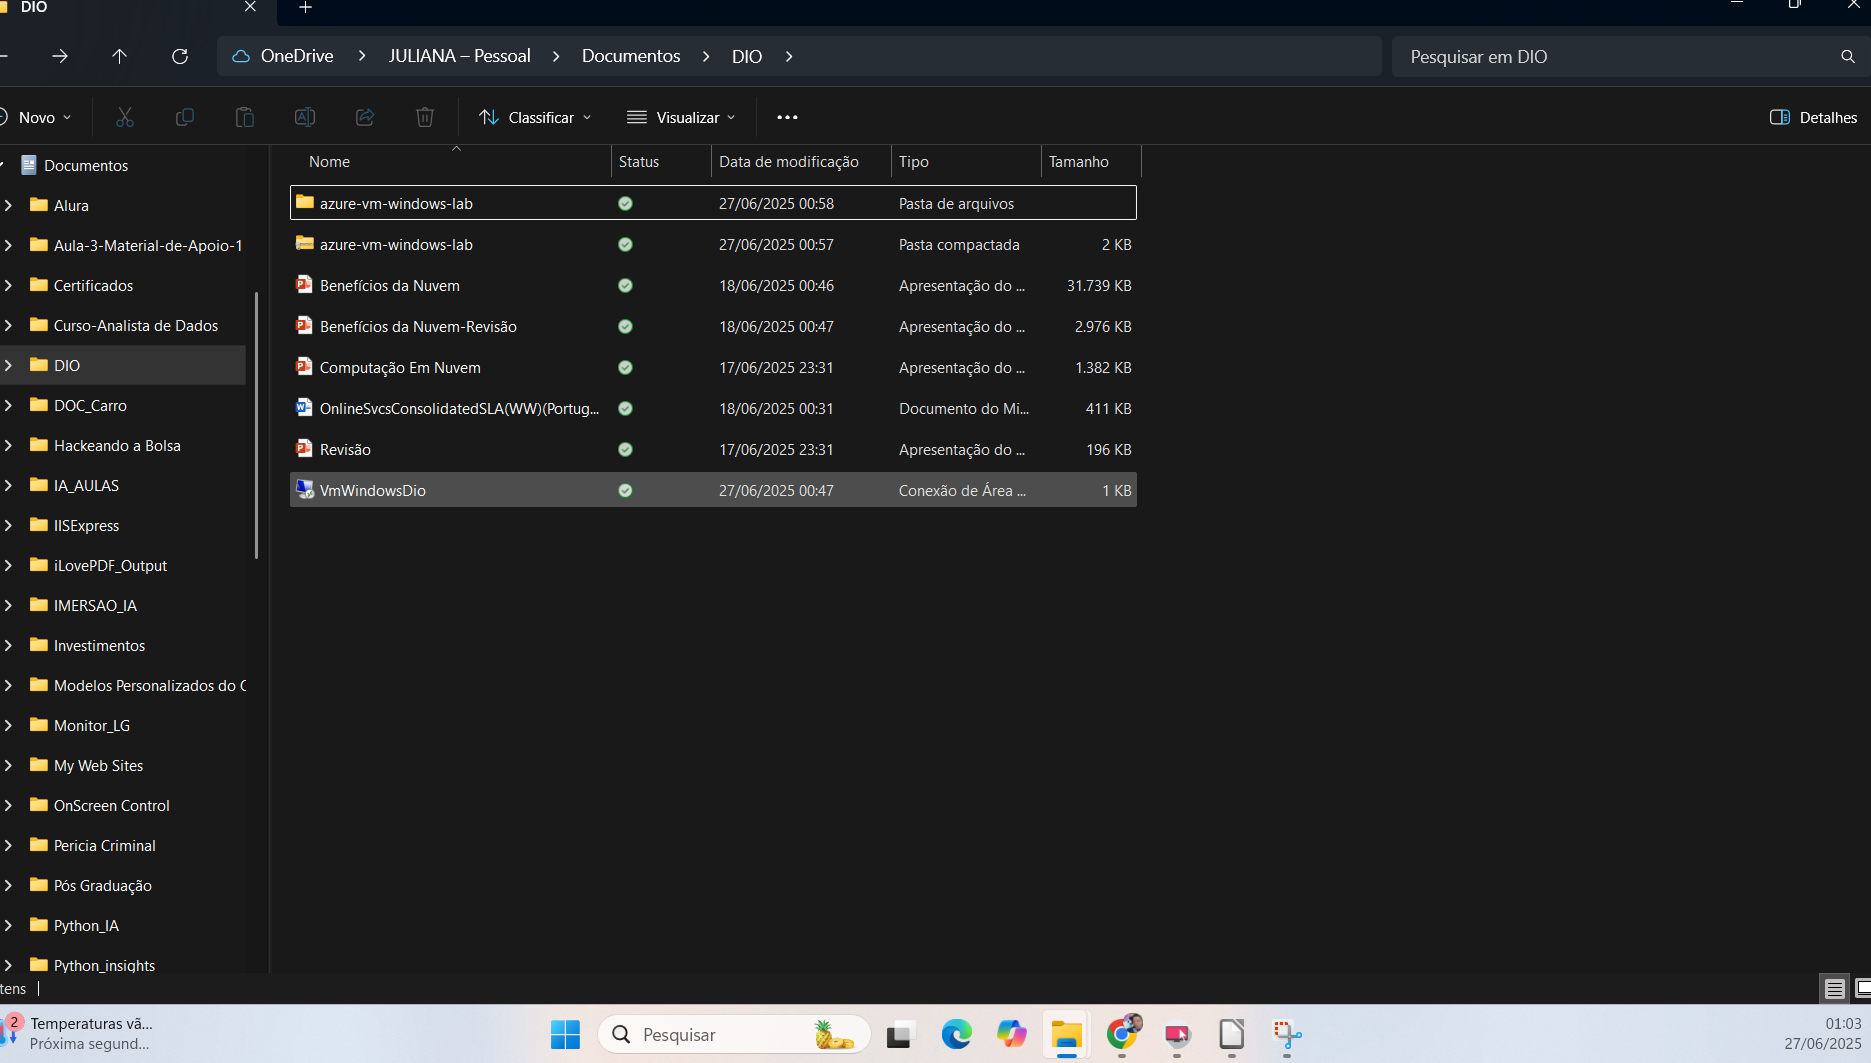 DIO
OneDrive > JULIANA – Pessoal > Documentos > DIO >
Pesquisar em DIO
Novo
Classificar
Visualizar
Detalhes
Documentos
Alura
Aula-3-Material-de-Apoio-1
Certificados
Curso-Analista de Dados
DIO
DOC_Carro
Hackeando a Bolsa
IA_AULAS
IISExpress
iLovePDF_Output
IMERSAO_IA
Investimentos
Modelos Personalizados do
Monitor_LG
My Web Sites
OnScreen Control
Pericia Criminal
Pós Graduação
Python_IA
Python_insights
Nome Status Data de modificação Tipo Tamanho
azure-vm-windows-lab 27/06/2025 00:58 Pasta de arquivos
azure-vm-windows-lab 27/06/2025 00:57 Pasta compactada 2 KB
Benefícios da Nuvem 18/06/2025 00:46 Apresentação do ... 31.739 KB
Benefícios da Nuvem-Revisão 18/06/2025 00:47 Apresentação do ... 2.976 KB
Computação Em Nuvem 17/06/2025 23:31 Apresentação do ... 1.382 KB
OnlineSvcsConsolidatedSLA(WW)(Portug... 18/06/2025 00:31 Documento do Mi... 411 KB
Revisão 17/06/2025 23:31 Apresentação do ... 196 KB
VmWindowsDio 27/06/2025 00:47 Conexão de Área ... 1 KB
tens
2
Temperaturas vã...
Próxima segund...
Pesquisar
01:03
27/06/2025